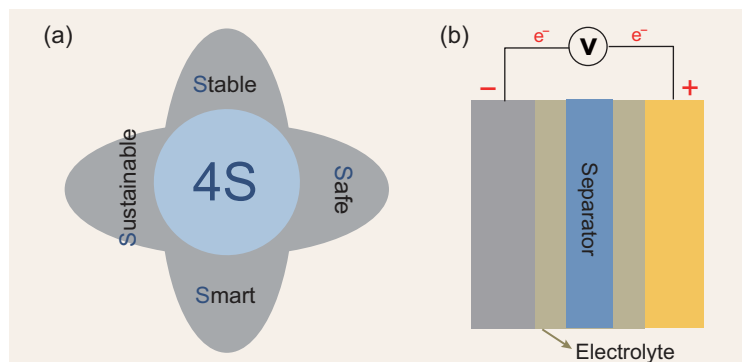 (a)
Stable
Sustainable
4S
Safe
Smart
(b)
e⁻
V
e⁻
−
+
Separator
Electrolyte